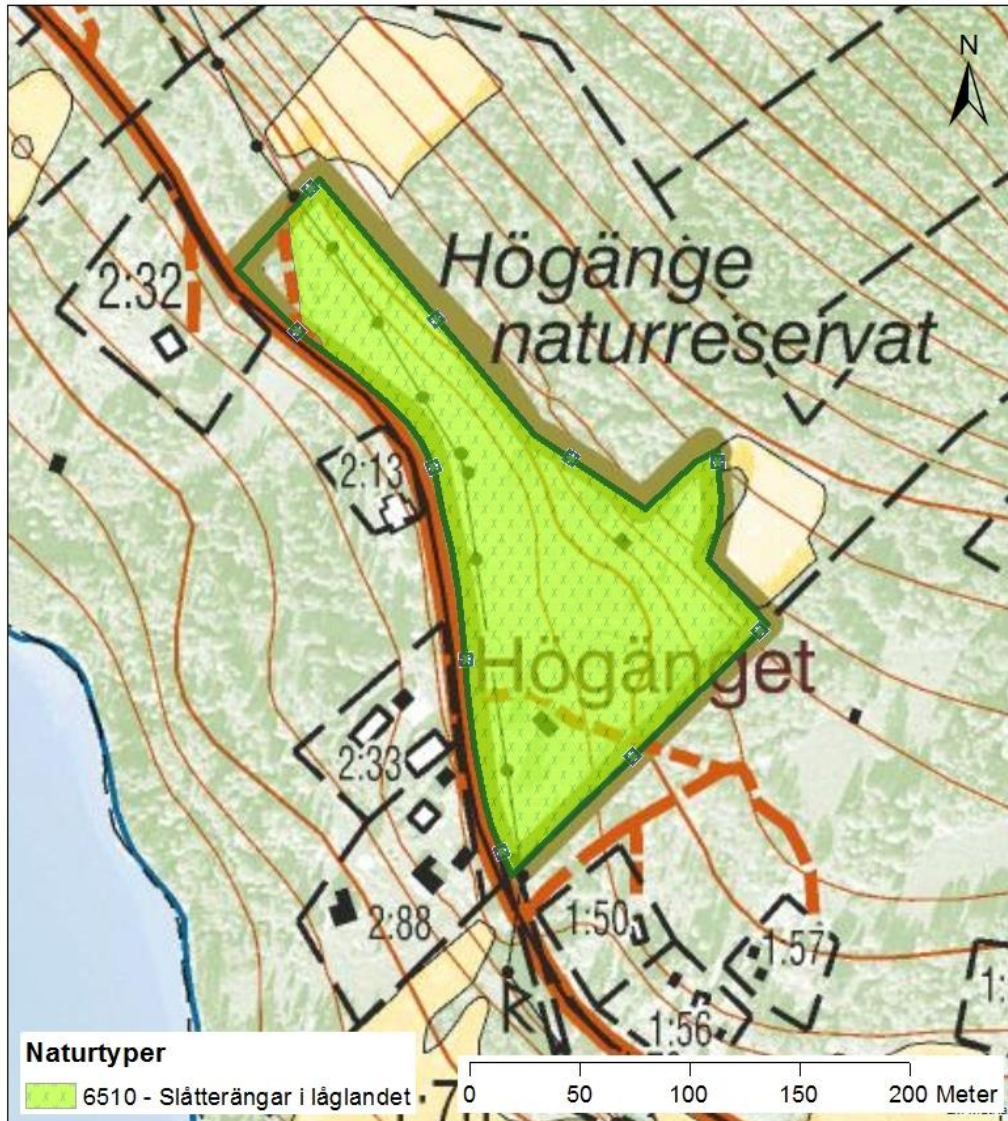 N
Högänge
naturreservat
2:32
2:13
Högänget
2:33
2:88
1:50
1:57
1:56
R
Naturtyper
6510 - Slåtterängar i låglandet
0 50 100 150 200 Meter